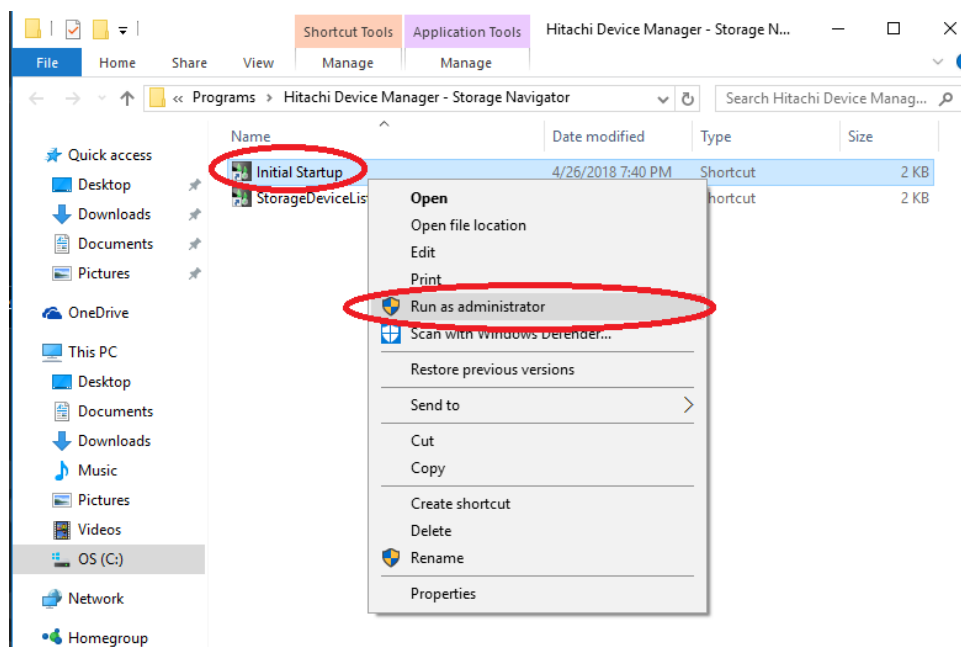 Shortcut Tools Application Tools Hitachi Device Manager - Storage N...
File Home Share View Manage Manage
« Programs › Hitachi Device Manager - Storage Navigator Search Hitachi Device Manag...
Name Date modified Type Size
Quick access
Initial Startup 4/26/2018 7:40 PM Shortcut 2 KB
Desktop
StorageDeviceLis hortcut 2 KB
Downloads
Documents
Pictures
OneDrive
This PC
Desktop
Documents
Downloads
Music
Pictures
Videos
OS (C:)
Network
Homegroup
Open
Open file location
Edit
Print
Run as administrator
Scan with Windows Defender...
Restore previous versions
Send to
Cut
Copy
Create shortcut
Delete
Rename
Properties